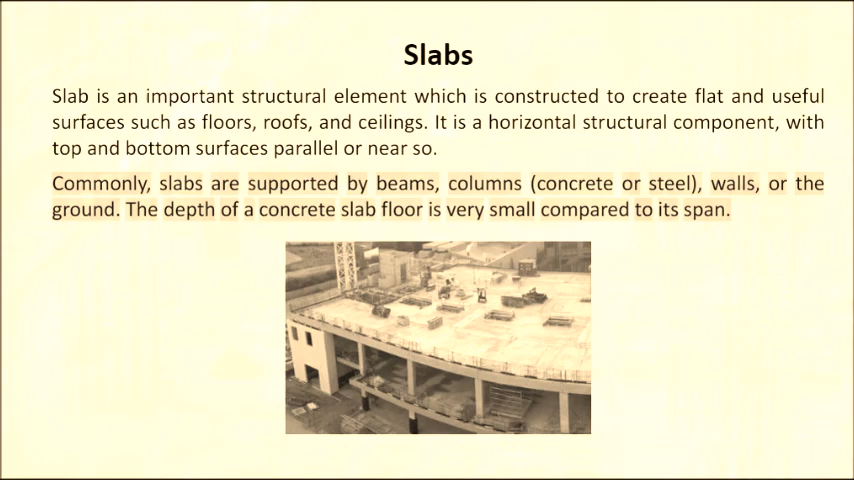 Slabs
Slab is an important structural element which is constructed to create flat and useful
surfaces such as floors, roofs, and ceilings. It is a horizontal structural component, with
top and bottom surfaces parallel or near so.
Commonly, slabs are supported by beams, columns (concrete or steel), walls, or the
ground. The depth of a concrete slab floor is very small compared to its span.